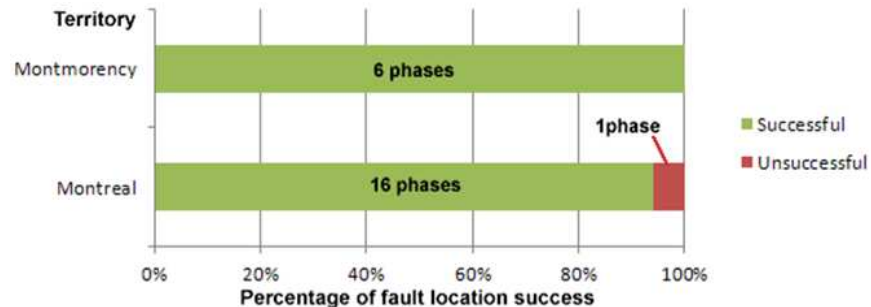 Territory
Montmorency
6 phases
1phase
Successful
Unsuccessful
Montreal
16 phases
0% 20% 40% 60% 80% 100%
Percentage of fault location success